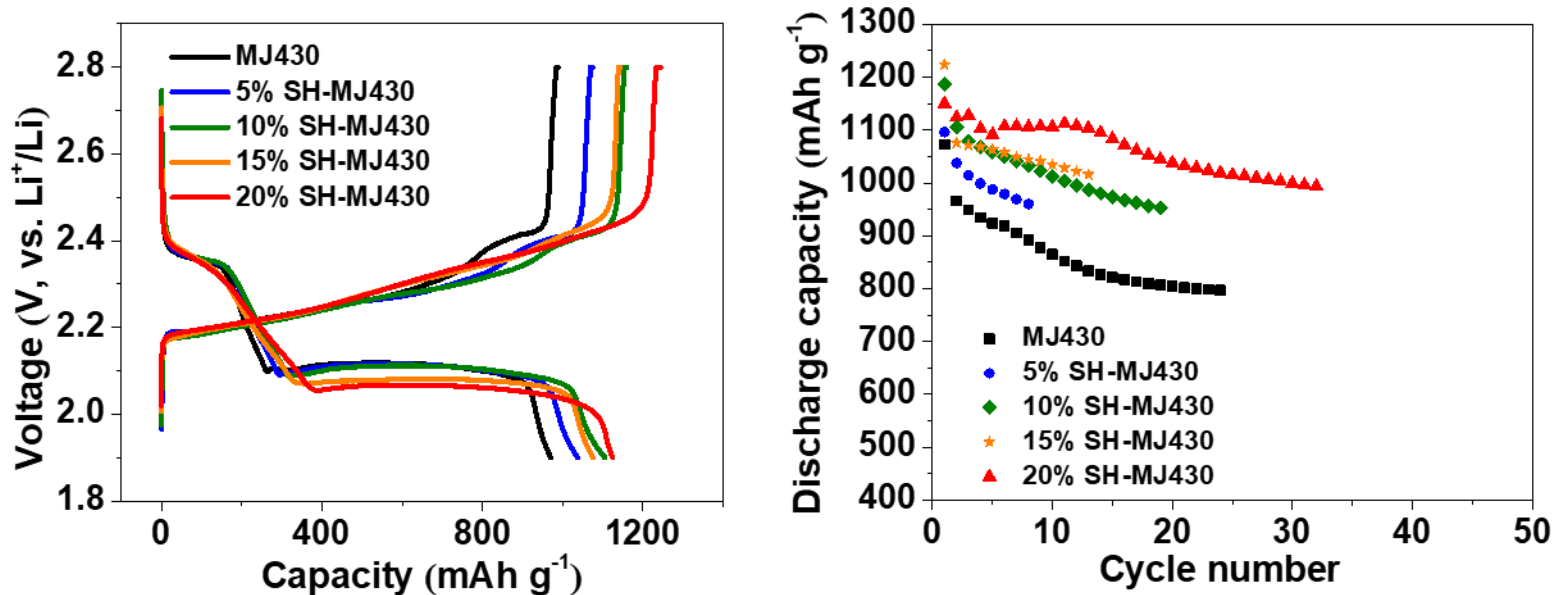 Voltage (V, vs. Li⁺/Li)
2.8
2.6
2.4
2.2
2.0
1.8
MJ430
5% SH-MJ430
10% SH-MJ430
15% SH-MJ430
20% SH-MJ430
0 400 800 1200
Capacity (mAh g⁻¹)
Discharge capacity (mAh g⁻¹)
1300
1200
1100
1000
900
800
700
600
500
400
MJ430
5% SH-MJ430
10% SH-MJ430
15% SH-MJ430
20% SH-MJ430
0 10 20 30 40 50
Cycle number